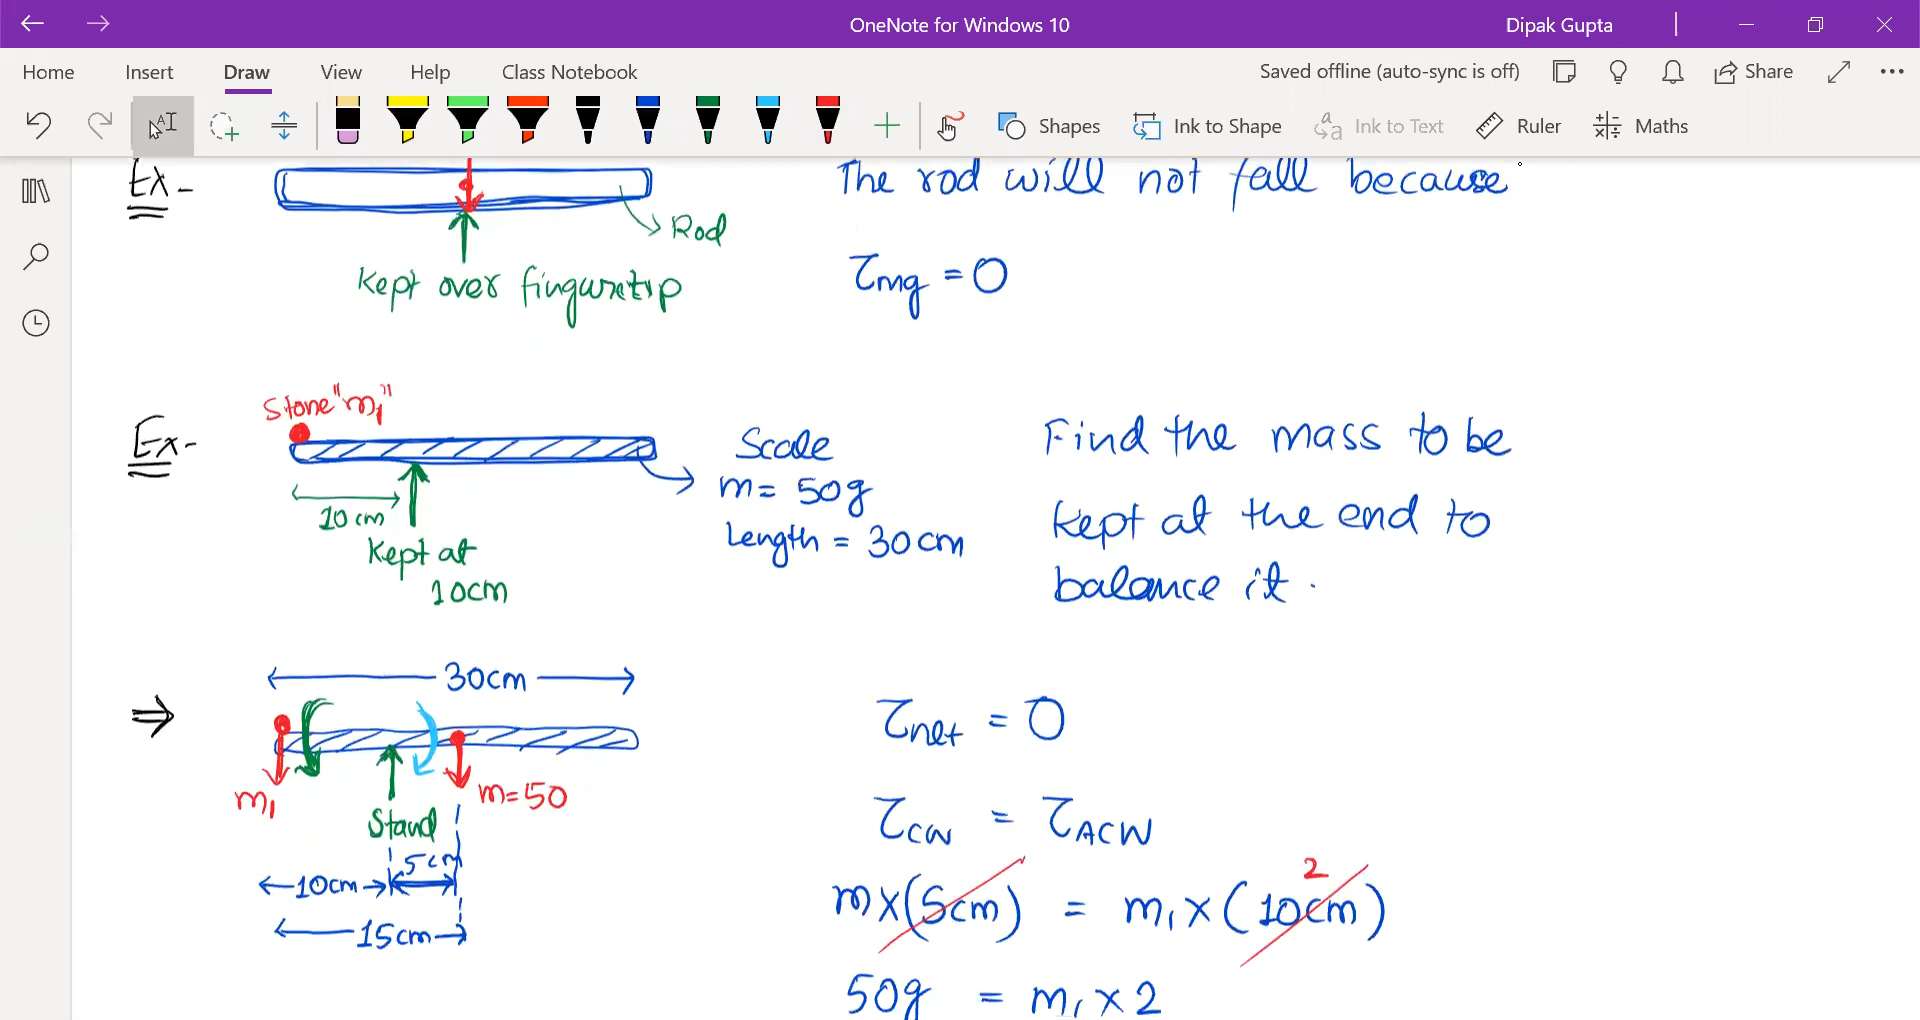 OneNote for Windows 10
Dipak Gupta
Home Insert Draw View Help Class Notebook
Saved offline (auto-sync is off) Share
Shapes Ink to Shape Ink to Text Ruler Maths
Ex-
Rod
Kept over finguretip
The rod will not fall because
τmg = 0
Ex-
Stone "m₁"
10 cm
Kept at
10cm
Scale
m = 50g
Length = 30cm
Find the mass to be
kept at the end to
balance it.
⇒
30cm
m₁
m=50
Stand
5cm
10cm
15cm
τnet = 0
τCW = τACW
2
m×(5cm) = m₁×(10cm)
50g = m₁×2